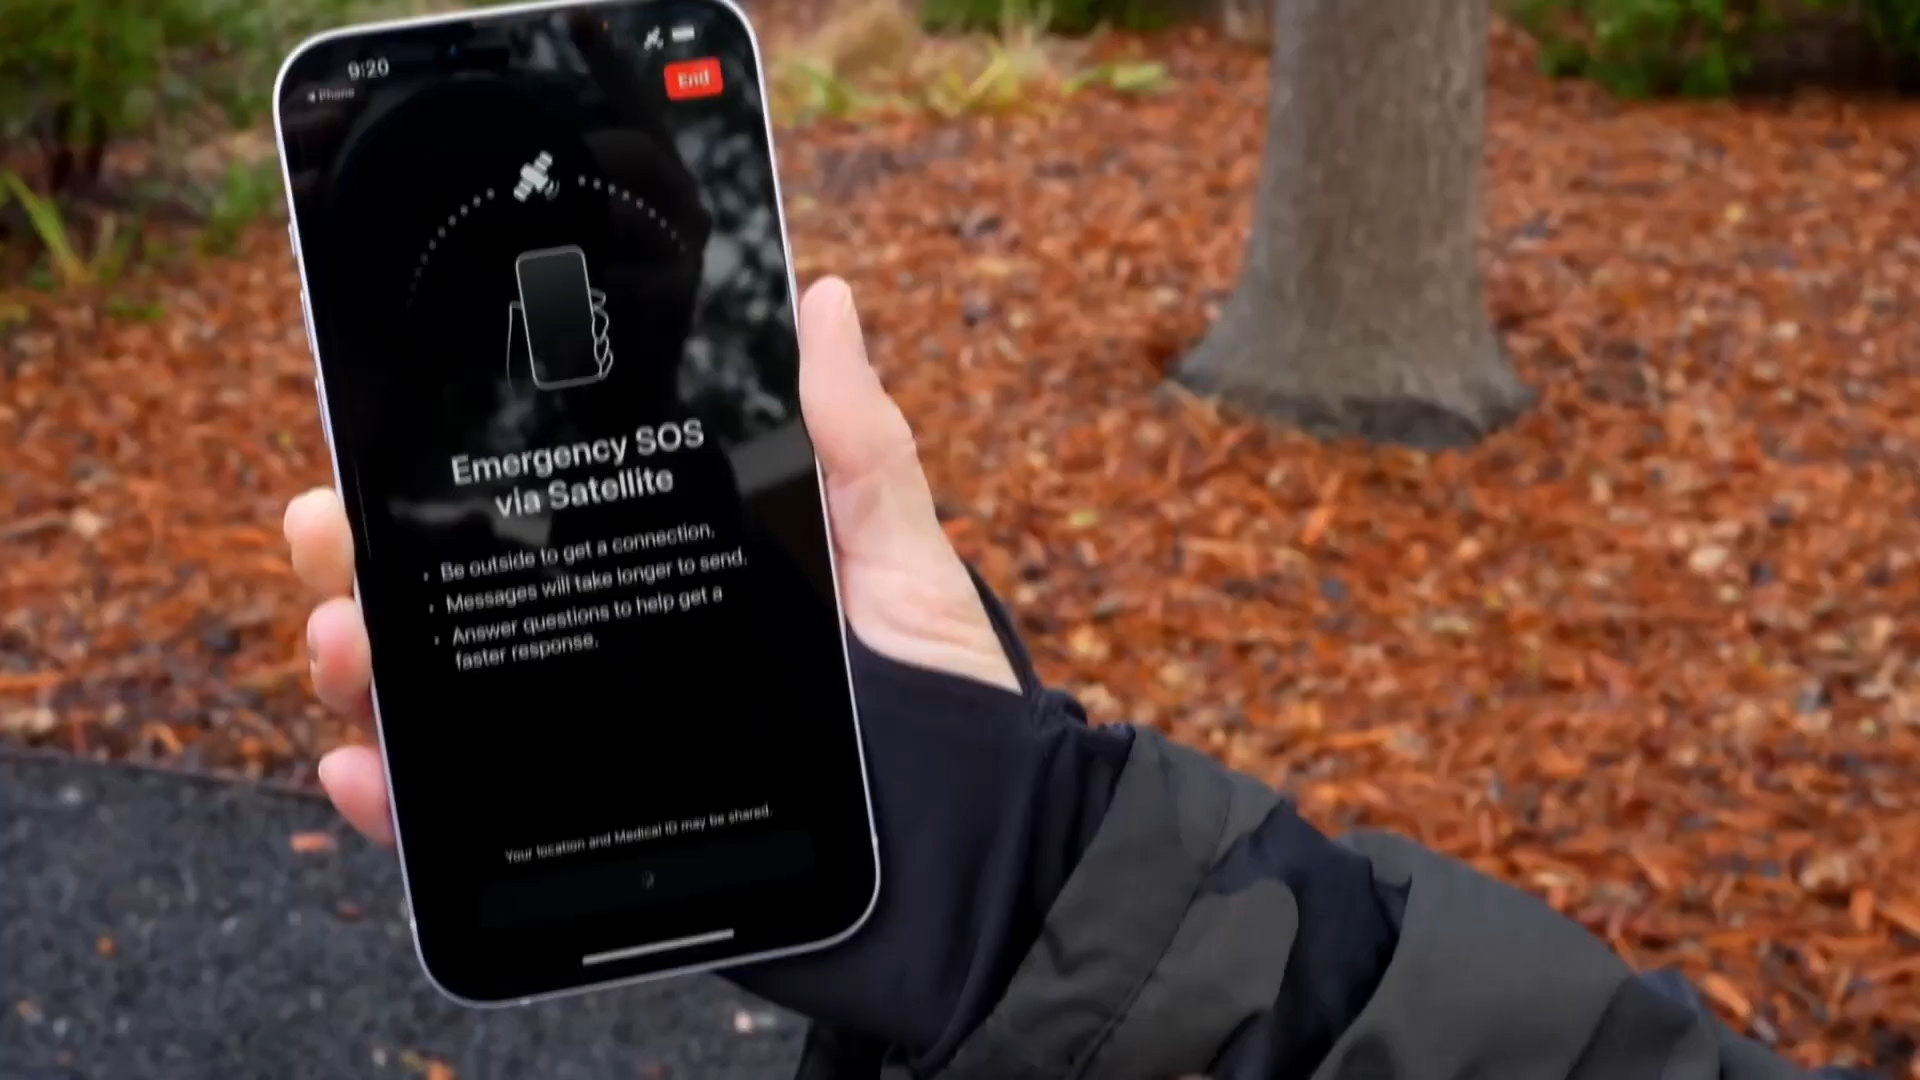 9:20
Phone
End
Emergency SOS
via Satellite
• Be outside to get a connection.
• Messages will take longer to send.
• Answer questions to help get a
faster response.
Your location and Medical ID may be shared.